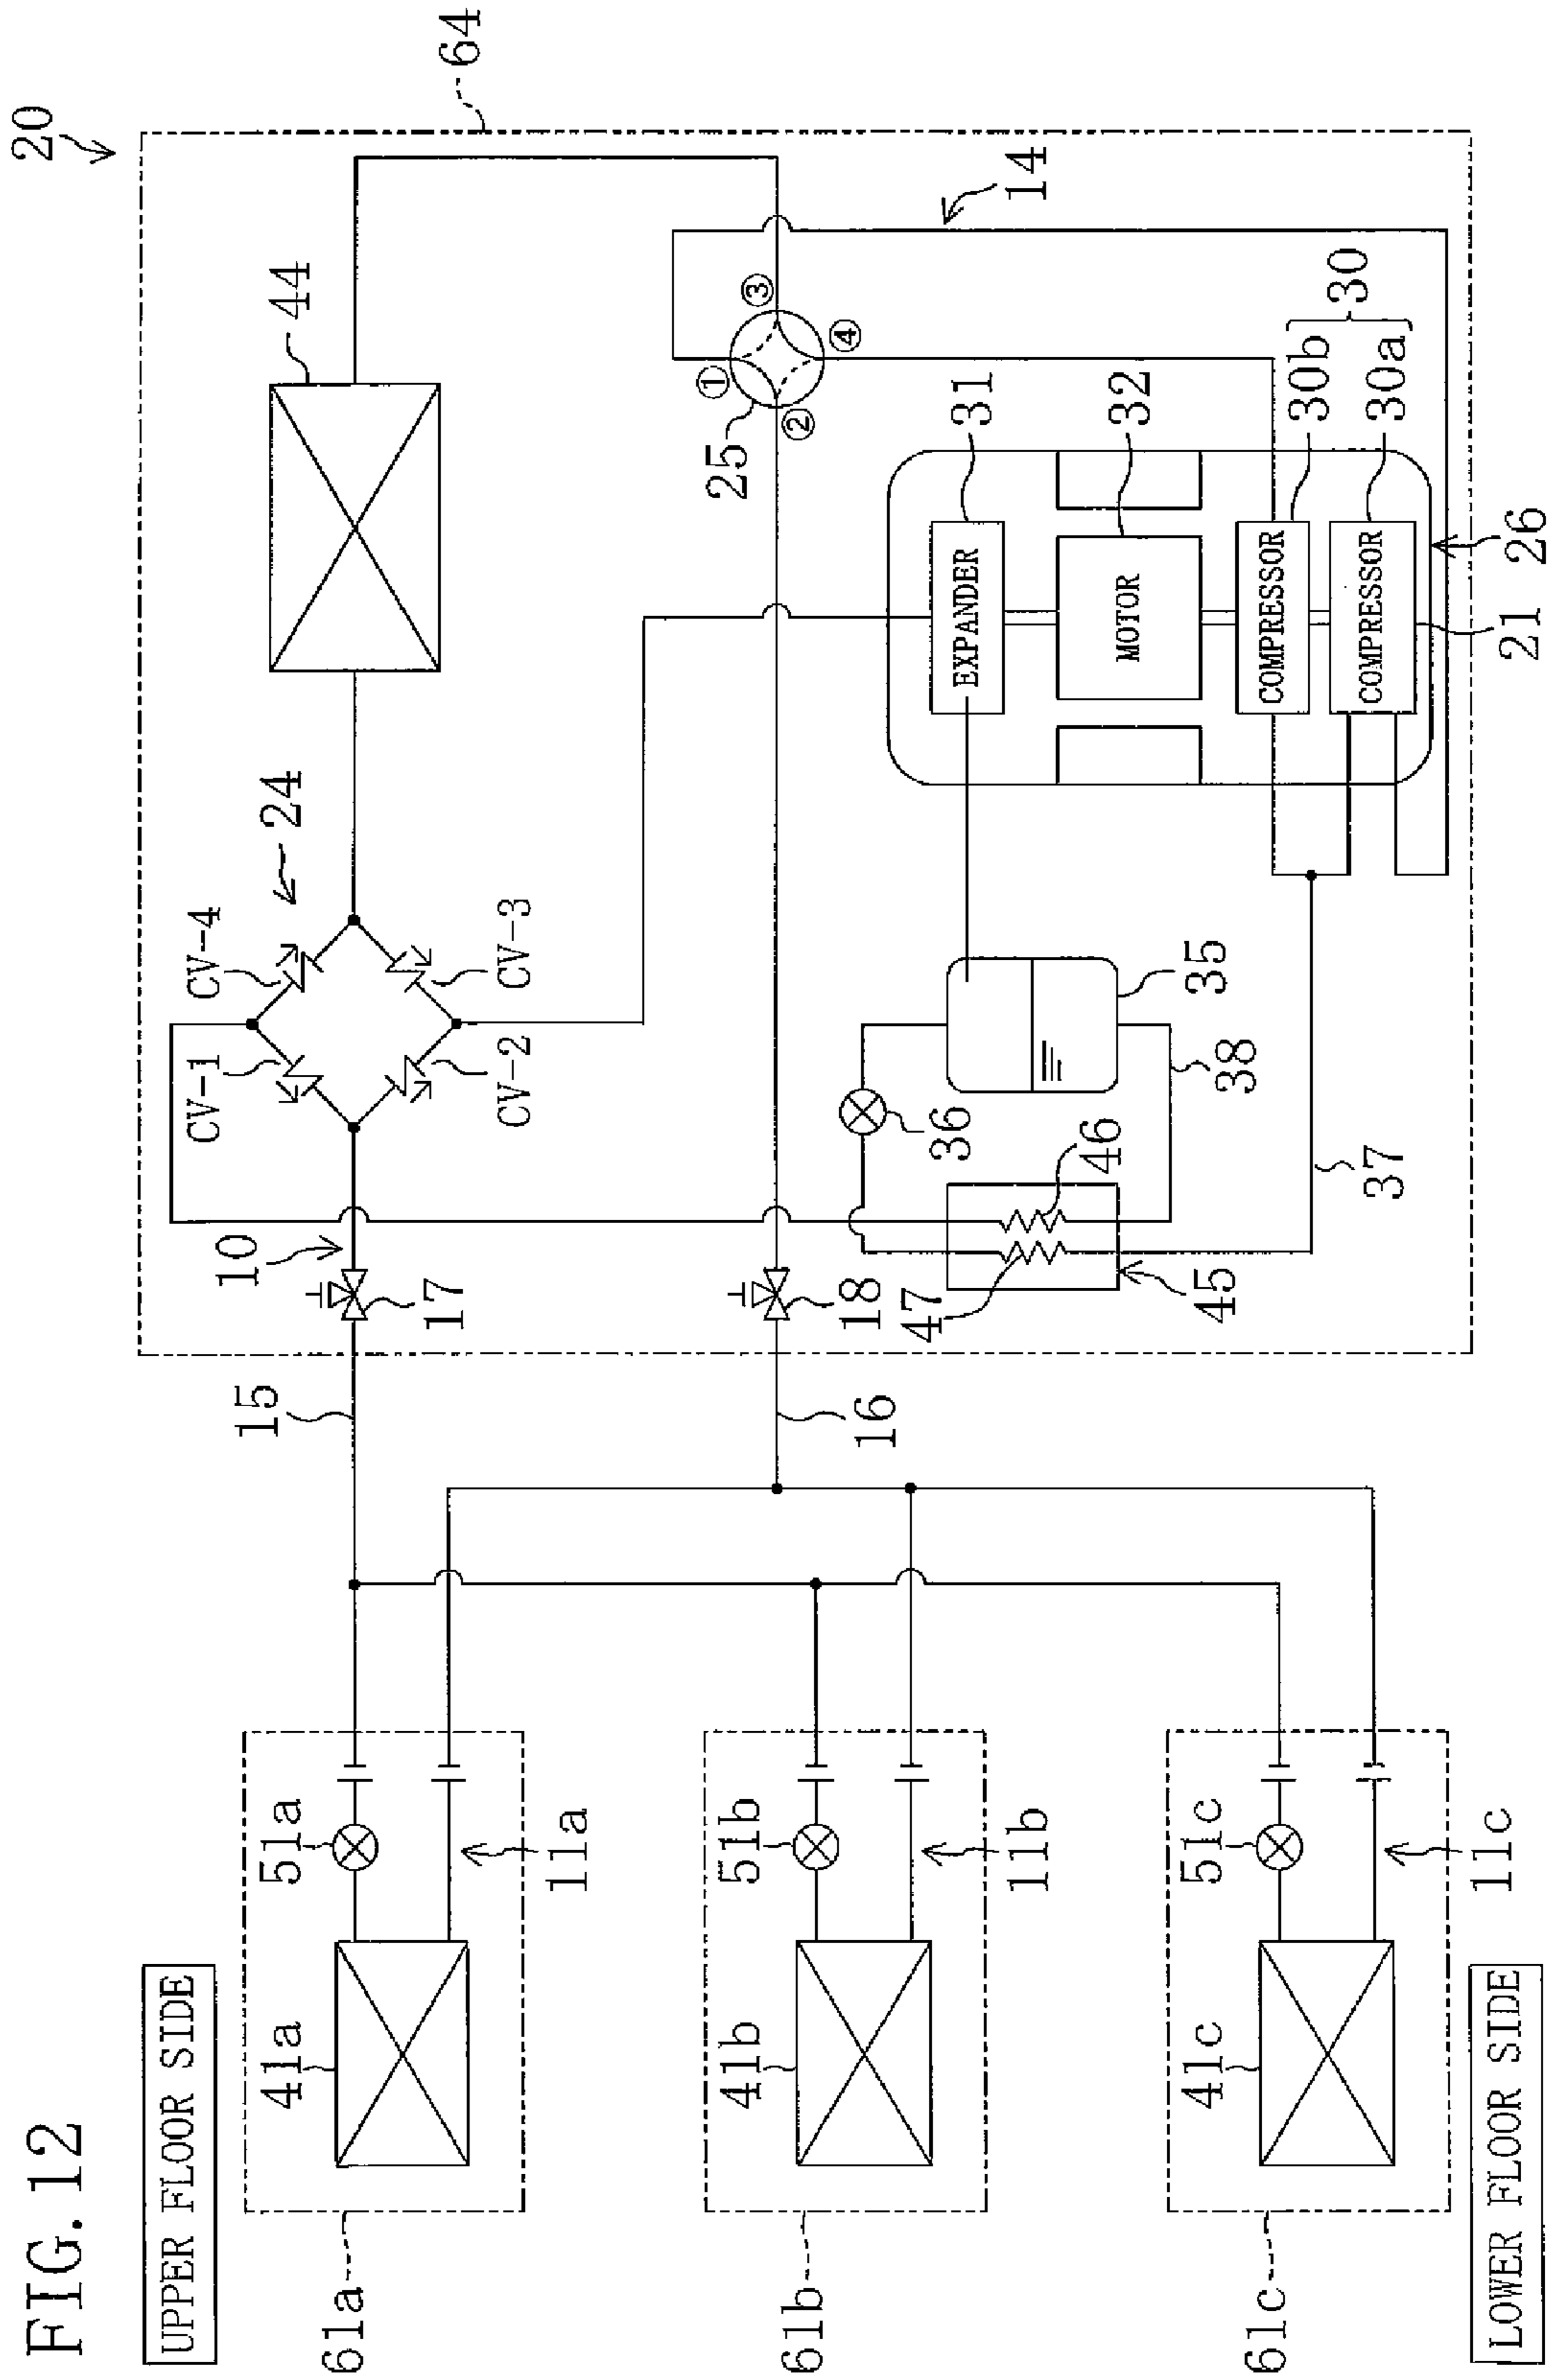 FIG. 12
20
UPPER FLOOR SIDE
64
44
24
CV-4
CV-1
CV-3
CV-2
10
17
15
51a
41a
61a
11a
14
①
②
③
④
25
18
16
51b
41b
61b
11b
31
EXPANDER
32
MOTOR
30
30b
30a
COMPRESSOR
COMPRESSOR
26
21
35
36
38
46
47
45
37
51c
41c
61c
11c
LOWER FLOOR SIDE